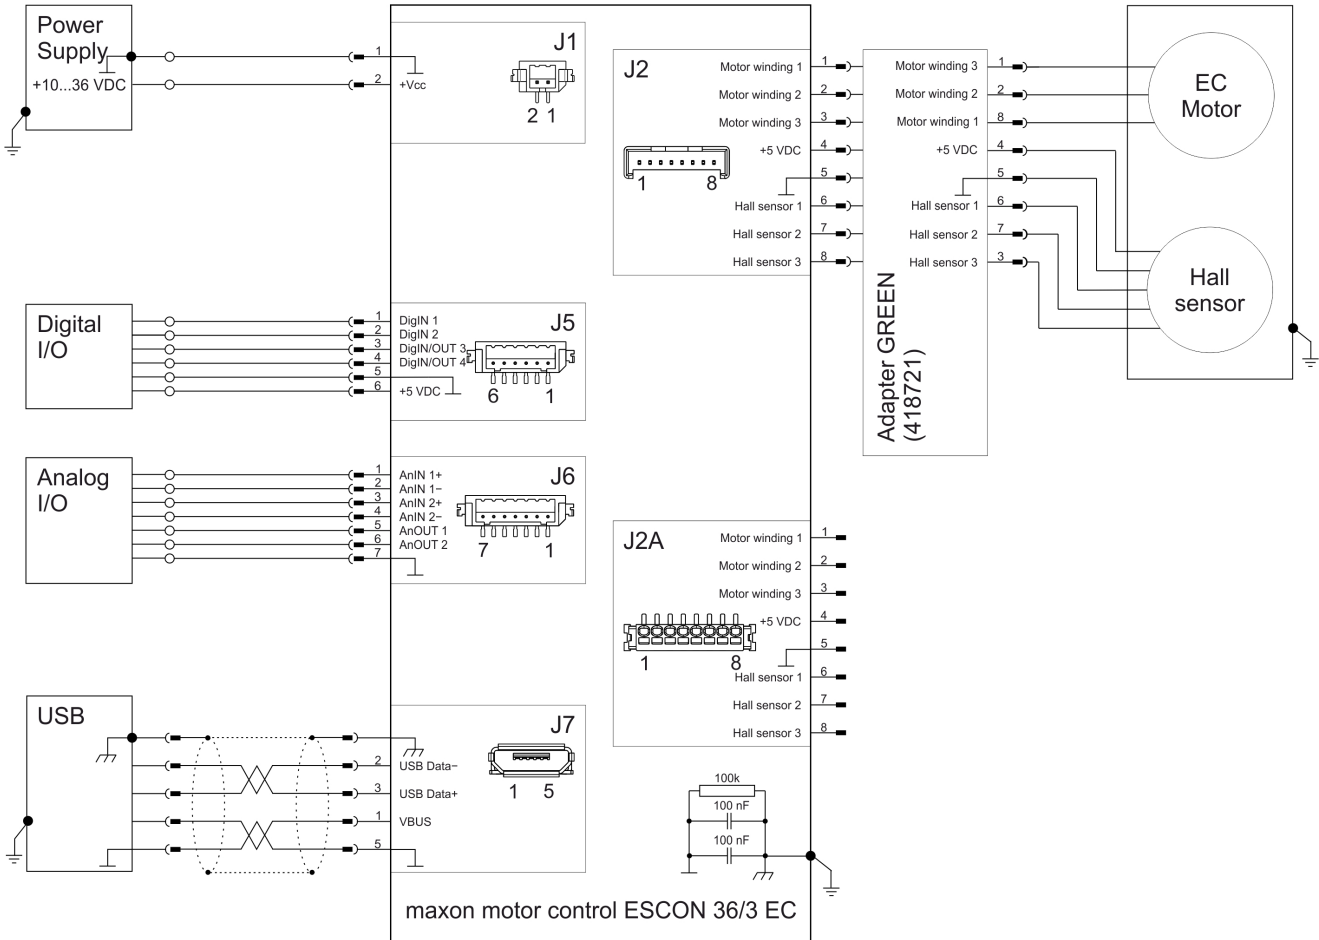 Power
Supply
+10...36 VDC
1
2
+Vcc
J1
2 1
J2
1 8
Motor winding 1
Motor winding 2
Motor winding 3
+5 VDC
Hall sensor 1
Hall sensor 2
Hall sensor 3
1
2
3
4
5
6
7
8
Motor winding 3
Motor winding 2
Motor winding 1
+5 VDC
Hall sensor 1
Hall sensor 2
Hall sensor 3
Adapter GREEN
(418721)
1
2
8
4
5
6
7
3
EC
Motor
Hall
sensor
Digital
I/O
1
2
3
4
5
6
DigIN 1
DigIN 2
DigIN/OUT 3
DigIN/OUT 4
+5 VDC
J5
6 1
Analog
I/O
1
2
3
4
5
6
7
AnIN 1+
AnIN 1−
AnIN 2+
AnIN 2−
AnOUT 1
AnOUT 2
J6
7 1
J2A
1 8
Motor winding 1
Motor winding 2
Motor winding 3
+5 VDC
Hall sensor 1
Hall sensor 2
Hall sensor 3
1
2
3
4
5
6
7
8
USB
2
3
1
5
USB Data−
USB Data+
VBUS
J7
1 5
100k
100 nF
100 nF
maxon motor control ESCON 36/3 EC